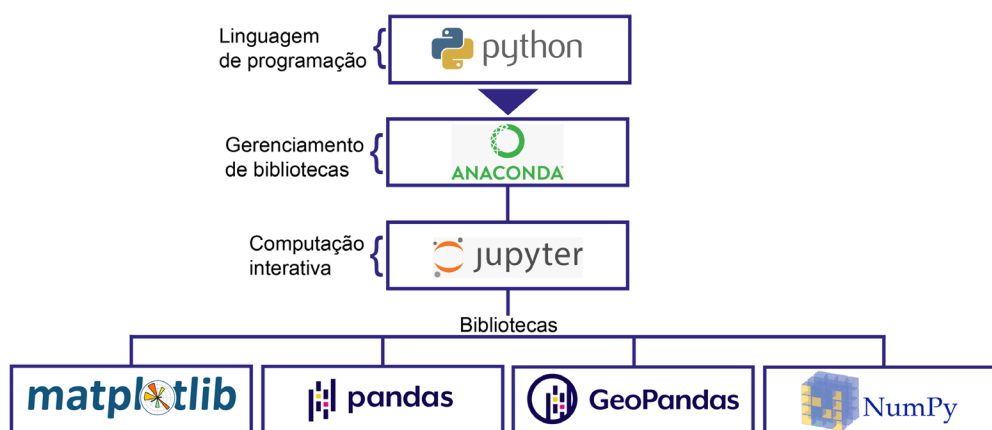 Linguagem
de programação
python
Gerenciamento
de bibliotecas
ANACONDA
Computação
interativa
jupyter
Bibliotecas
matplotlib
pandas
GeoPandas
NumPy